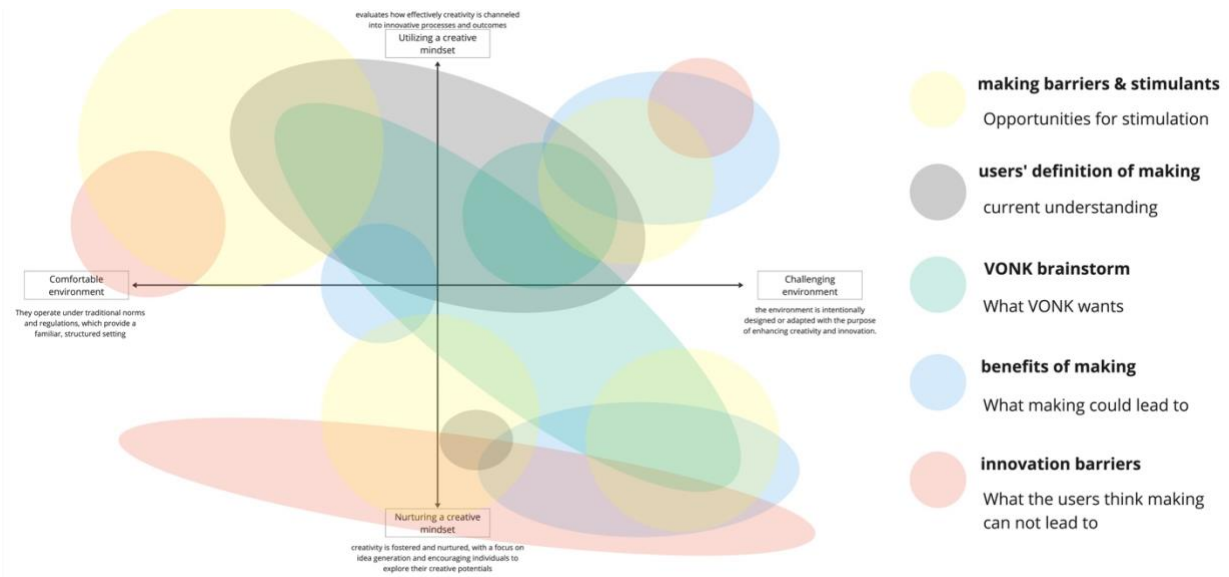 evaluates how effectively creativity is channeled
into innovative processes and outcomes
Utilizing a creative
mindset
Comfortable
environment
They operate under traditional norms
and regulations, which provide a
familiar, structured setting
Challenging
environment
the environment is intentionally
designed or adapted with the purpose
of enhancing creativity and innovation.
Nurturing a creative
mindset
creativity is fostered and nurtured, with a focus on
idea generation and encouraging individuals to
explore their creative potentials
making barriers & stimulants
Opportunities for stimulation
users' definition of making
current understanding
VONK brainstorm
What VONK wants
benefits of making
What making could lead to
innovation barriers
What the users think making
can not lead to